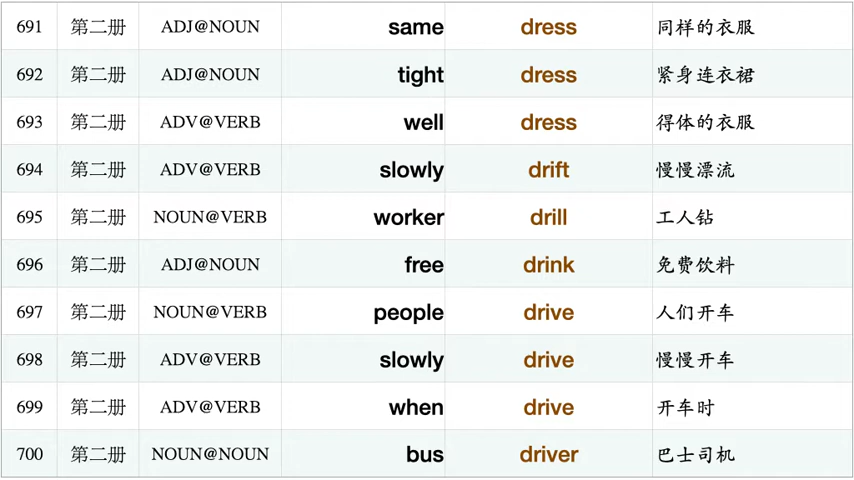 691 第二册 ADJ@NOUN same dress 同样的衣服
692 第二册 ADJ@NOUN tight dress 紧身连衣裙
693 第二册 ADV@VERB well dress 得体的衣服
694 第二册 ADV@VERB slowly drift 慢慢漂流
695 第二册 NOUN@VERB worker drill 工人钻
696 第二册 ADJ@NOUN free drink 免费饮料
697 第二册 NOUN@VERB people drive 人们开车
698 第二册 ADV@VERB slowly drive 慢慢开车
699 第二册 ADV@VERB when drive 开车时
700 第二册 NOUN@NOUN bus driver 巴士司机